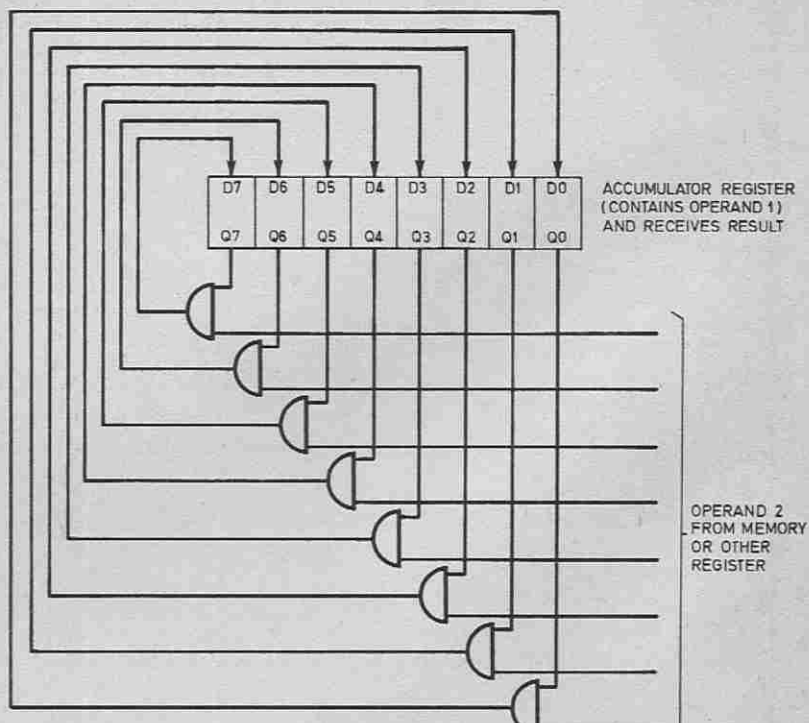 D7 D6 D5 D4 D3 D2 D1 D0
Q7 Q6 Q5 Q4 Q3 Q2 Q1 Q0
ACCUMULATOR REGISTER
(CONTAINS OPERAND 1)
AND RECEIVES RESULT
OPERAND 2
FROM MEMORY
OR OTHER
REGISTER